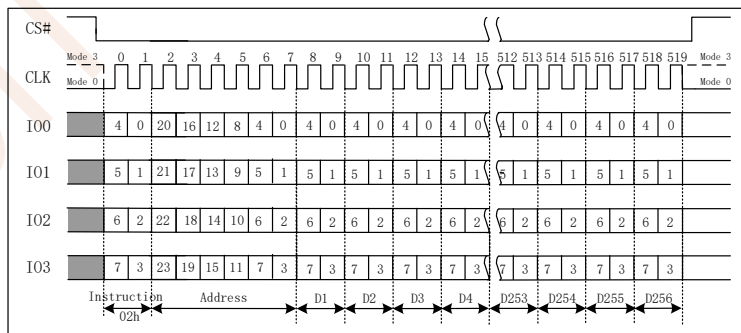 CS#
Mode 3 0 1 2 3 4 5 6 7 8 9 10 11 12 13 14 15 512 513 514 515 516 517 518 519 Mode 3
CLK
Mode 0 Mode 0
IO0 4 0 20 16 12 8 4 0 4 0 4 0 4 0 4 0 4 0 4 0 4 0 4 0
IO1 5 1 21 17 13 9 5 1 5 1 5 1 5 1 5 1 5 1 5 1 5 1 5 1
IO2 6 2 22 18 14 10 6 2 6 2 6 2 6 2 6 2 6 2 6 2 6 2 6 2
IO3 7 3 23 19 15 11 7 3 7 3 7 3 7 3 7 3 7 3 7 3 7 3 7 3
Instruction Address D1 D2 D3 D4 D253 D254 D255 D256
02h